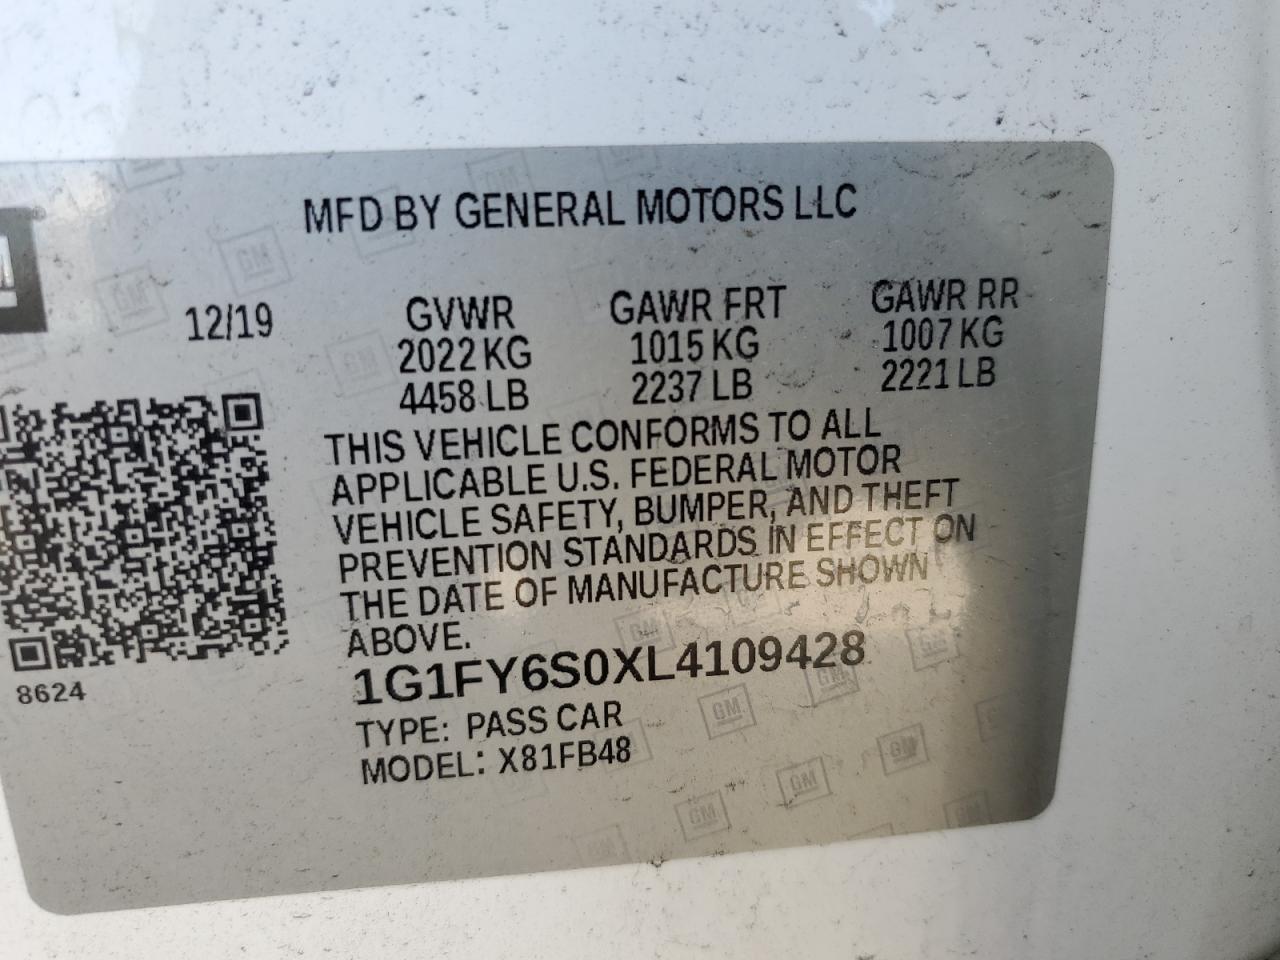 MFD BY GENERAL MOTORS LLC
12/19
GVWR
2022 KG
4458 LB
GAWR FRT
1015 KG
2237 LB
GAWR RR
1007 KG
2221 LB
THIS VEHICLE CONFORMS TO ALL
APPLICABLE U.S. FEDERAL MOTOR
VEHICLE SAFETY, BUMPER, AND THEFT
PREVENTION STANDARDS IN EFFECT ON
THE DATE OF MANUFACTURE SHOWN
ABOVE.
1G1FY6S0XL4109428
TYPE: PASS CAR
MODEL: X81FB48
8624